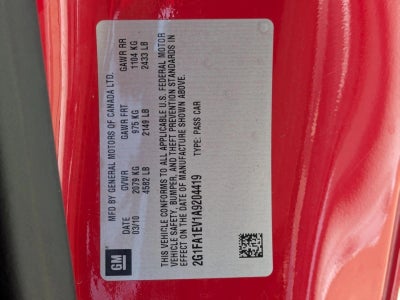 MFD BY GENERAL MOTORS OF CANADA LTD.
DATE GVWR GAWR FRT GAWR RR
03/10 2079 KG 975 KG 1104 KG
4582 LB 2149 LB 2433 LB
THIS VEHICLE CONFORMS TO ALL APPLICABLE U.S. FEDERAL MOTOR
VEHICLE SAFETY, BUMPER, AND THEFT PREVENTION STANDARDS IN
EFFECT ON THE DATE OF MANUFACTURE SHOWN ABOVE.
2G1FA1EV1A9204419 TYPE: PASS CAR
GM